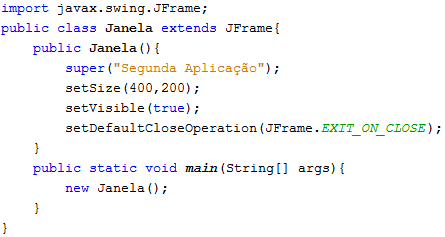 import javax.swing.JFrame;
public class Janela extends JFrame{
    public Janela(){
        super("Segunda Aplicação");
        setSize(400,200);
        setVisible(true);
        setDefaultCloseOperation(JFrame.EXIT_ON_CLOSE);
    }
    public static void main(String[] args){
        new Janela();
    }
}